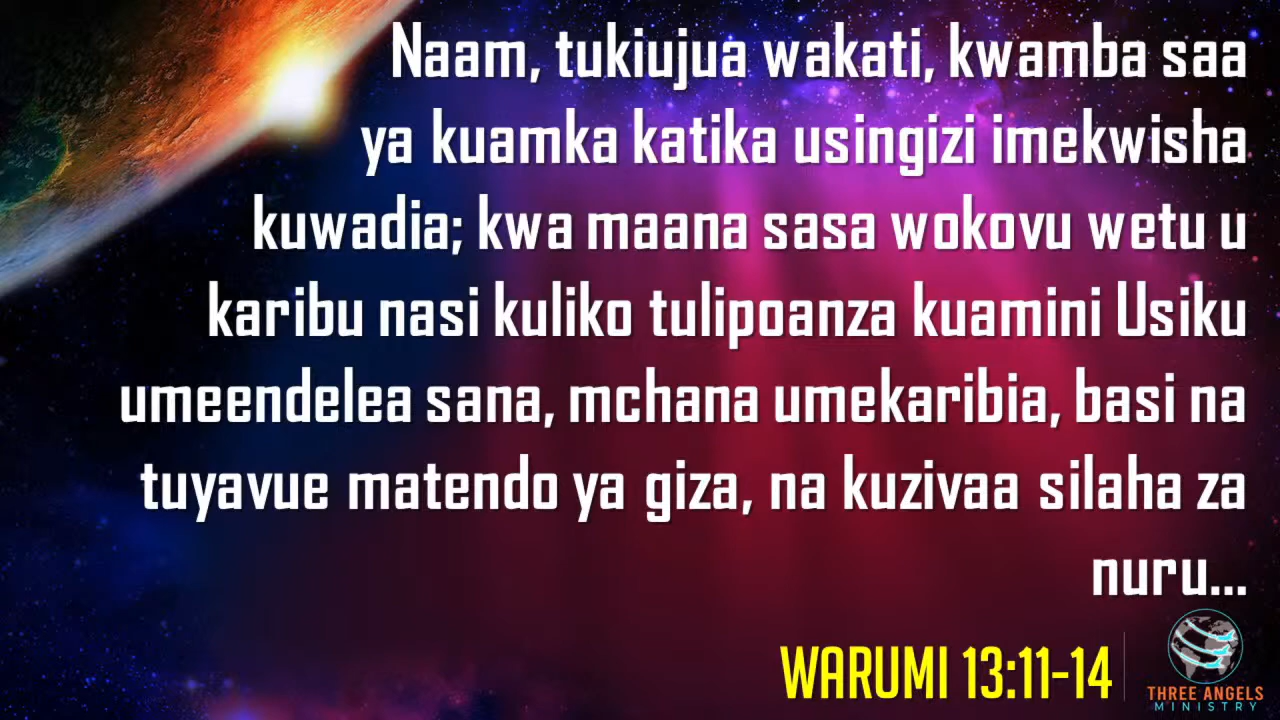 Naam, tukiujua wakati, kwamba saa
ya kuamka katika usingizi imekwisha
kuwadia; kwa maana sasa wokovu wetu u
karibu nasi kuliko tulipoanza kuamini Usiku
umeendelea sana, mchana umekaribia, basi na
tuyavue matendo ya giza, na kuzivaa silaha za
nuru...
WARUMI 13:11-14
THREE ANGELS
MINISTRY